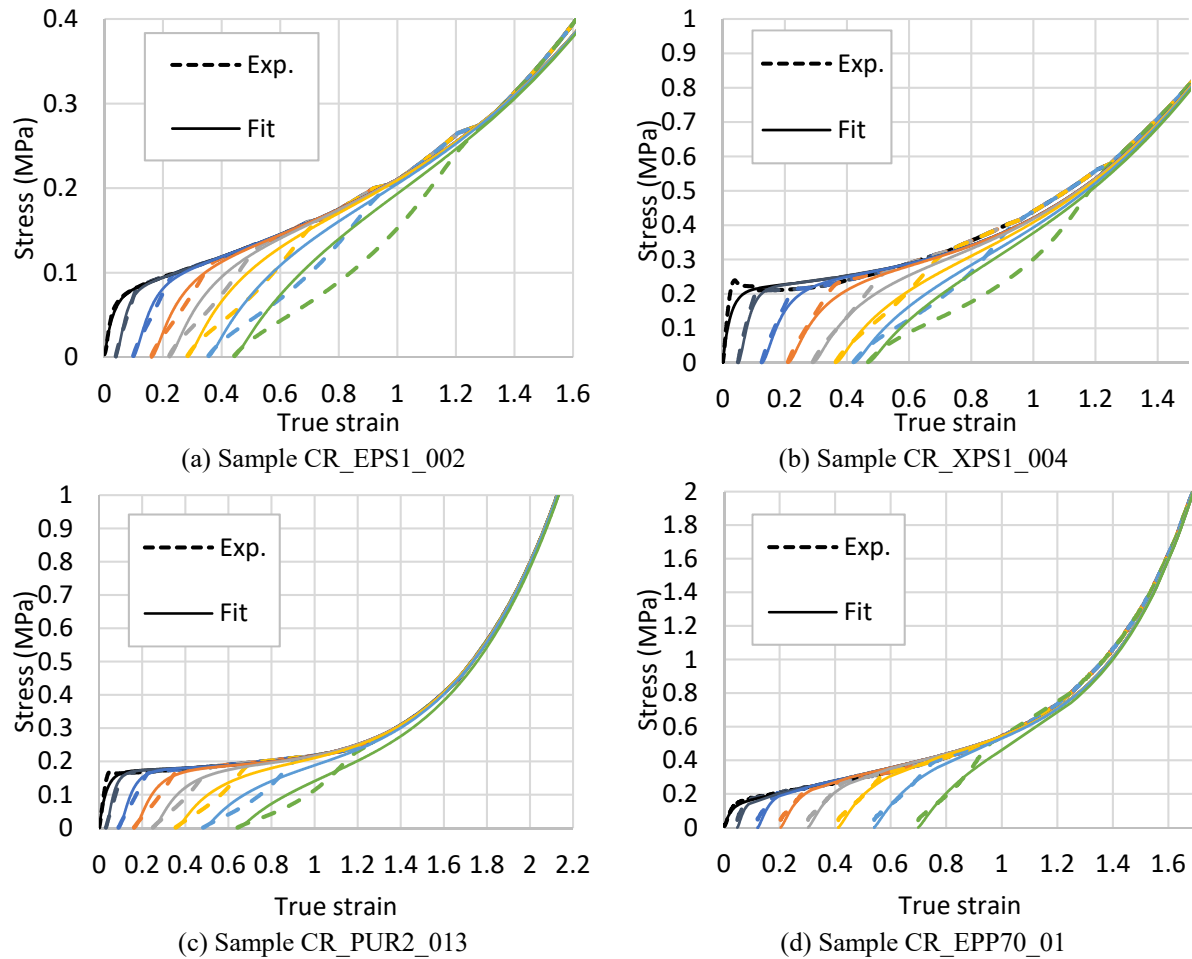 0.4
0.3
0.2
0.1
0
Stress (MPa)
Exp.
Fit
0 0.2 0.4 0.6 0.8 1 1.2 1.4 1.6
True strain
(a) Sample CR_EPS1_002
1
0.9
0.8
0.7
0.6
0.5
0.4
0.3
0.2
0.1
0
Stress (MPa)
Exp.
Fit
0 0.2 0.4 0.6 0.8 1 1.2 1.4
True strain
(b) Sample CR_XPS1_004
1
0.9
0.8
0.7
0.6
0.5
0.4
0.3
0.2
0.1
0
Stress (MPa)
Exp.
Fit
0 0.2 0.4 0.6 0.8 1 1.2 1.4 1.6 1.8 2 2.2
True strain
(c) Sample CR_PUR2_013
2
1.8
1.6
1.4
1.2
1
0.8
0.6
0.4
0.2
0
Stress (MPa)
Exp.
Fit
0 0.2 0.4 0.6 0.8 1 1.2 1.4 1.6
True strain
(d) Sample CR_EPP70_01